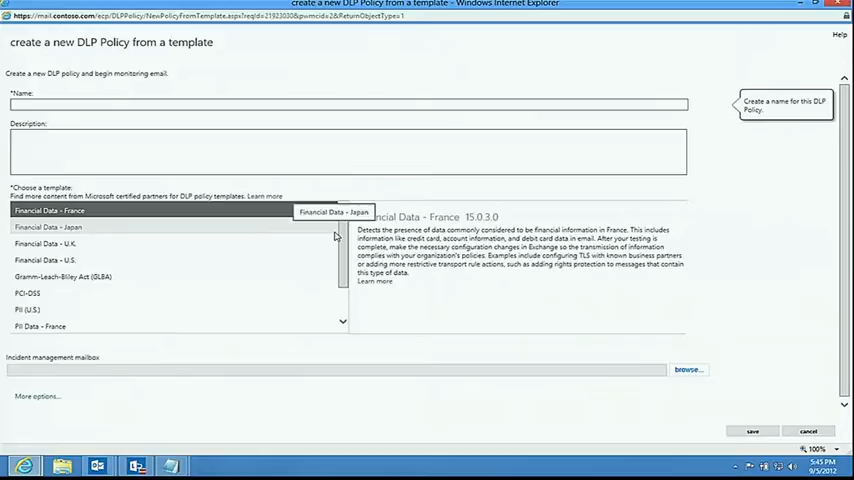 create a new DLP Policy from a template - Windows Internet Explorer
https://mail.contoso.com/ecp/DLPPolicy/NewPolicyFromTemplate.aspx?reqId=21923030&pwmcid=2&ReturnObjectType=1
Help
create a new DLP Policy from a template
Create a new DLP policy and begin monitoring email.
*Name:
Create a name for this DLP
Policy.
Description:
*Choose a template:
Find more content from Microsoft certified partners for DLP policy templates. Learn more
Financial Data - France
Financial Data - Japan
Financial Data - U.K.
Financial Data - U.S.
Gramm-Leach-Bliley Act (GLBA)
PCI-DSS
PII (U.S.)
PII Data - France
Financial Data - Japan
ncial Data - France 15.0.3.0
Detects the presence of data commonly considered to be financial information in France. This includes
information like credit card, account information, and debit card data in email. After your testing is
complete, make the necessary configuration changes in Exchange so the transmission of information
complies with your organization's policies. Examples include configuring TLS with known business partners
or adding more restrictive transport rule actions, such as adding rights protection to messages that contain
this type of data.
Learn more
Incident management mailbox
browse...
More options...
save
cancel
100%
5:45 PM
9/5/2012